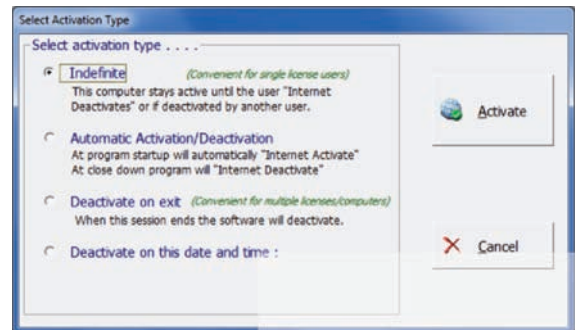 Select Activation Type
Select activation type . . . .
Indefinite (Convenient for single license users)
This computer stays active until the user "Internet
Deactivates" or if deactivated by another user.
Activate
Automatic Activation/Deactivation
At program startup will automatically "Internet Activate"
At close down program will "Internet Deactivate"
Deactivate on exit (Convenient for multiple licenses/computers)
When this session ends the software will deactivate.
Deactivate on this date and time :
Cancel